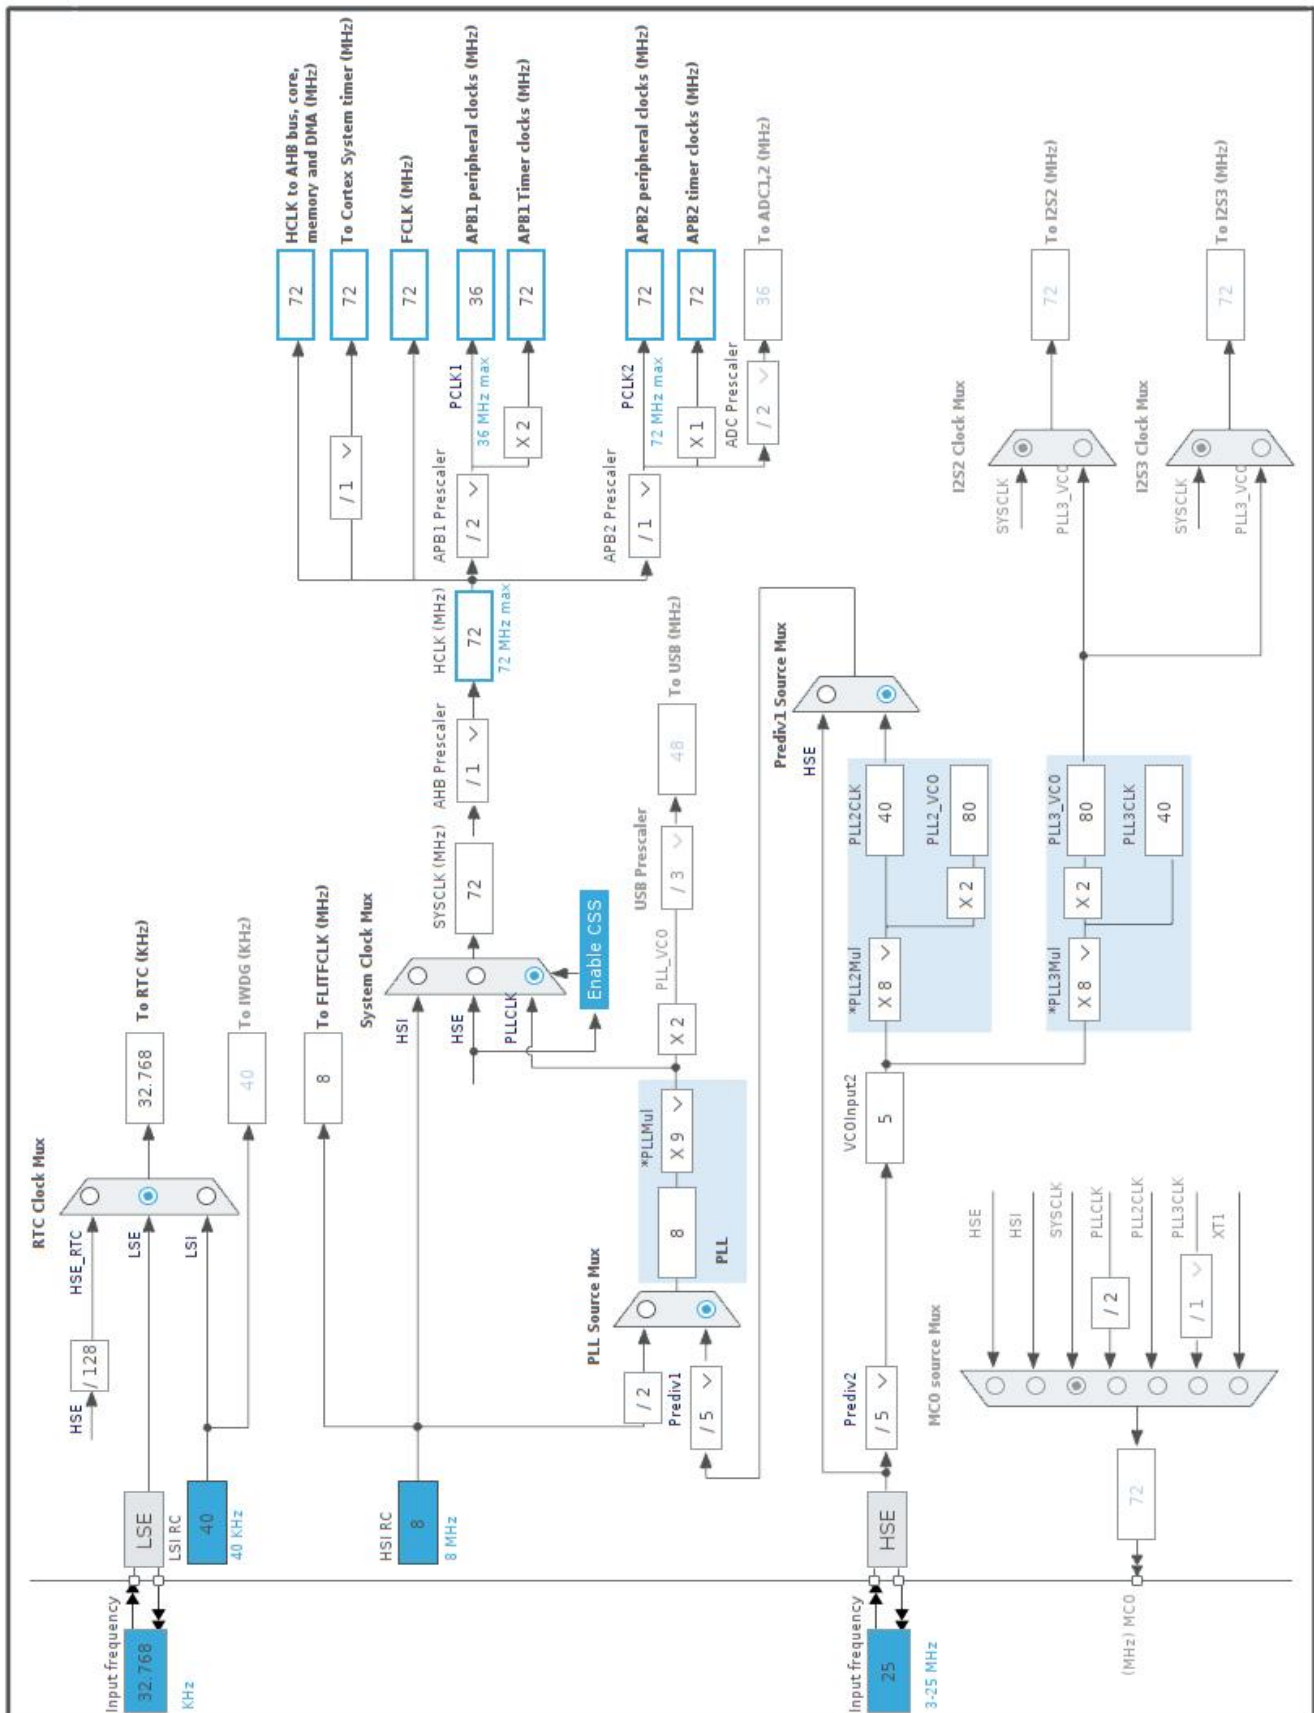 RTC Clock Mux
HSE
/ 128
HSE_RTC
Input frequency
32.768
KHz
LSE
LSE
32.768
To RTC (KHz)
LSI RC
40
40 KHz
LSI
40
To IWDG (KHz)
8
To FLITFCLK (MHz)
HSI RC
8
8 MHz
System Clock Mux
HSI
HSE
PLLCLK
Enable CSS
SYSCLK (MHz)
72
AHB Prescaler
/ 1
HCLK (MHz)
72
72 MHz max
72
HCLK to AHB bus, core,
memory and DMA (MHz)
/ 1
72
To Cortex System timer (MHz)
72
FCLK (MHz)
APB1 Prescaler
/ 2
PCLK1
36 MHz max
36
APB1 peripheral clocks (MHz)
X 2
72
APB1 Timer clocks (MHz)
APB2 Prescaler
/ 1
PCLK2
72 MHz max
72
APB2 peripheral clocks (MHz)
X 1
72
APB2 timer clocks (MHz)
ADC Prescaler
/ 2
36
To ADC1,2 (MHz)
PLL Source Mux
/ 2
Prediv1
/ 5
8
*PLLMul
X 9
PLL
X 2
PLL_VCO
USB Prescaler
/ 3
48
To USB (MHz)
Prediv1 Source Mux
HSE
Input frequency
25
3-25 MHz
HSE
Prediv2
/ 5
VCOInput2
5
*PLL2Mul
X 8
PLL2CLK
40
X 2
PLL2_VCO
80
*PLL3Mul
X 8
X 2
PLL3_VCO
80
PLL3CLK
40
I2S2 Clock Mux
SYSCLK
PLL3_VCO
72
To I2S2 (MHz)
I2S3 Clock Mux
SYSCLK
PLL3_VCO
72
To I2S3 (MHz)
MCO source Mux
(MHz) MCO
72
HSE
HSI
SYSCLK
/ 2
PLLCLK
PLL2CLK
/ 1
PLL3CLK
XT1